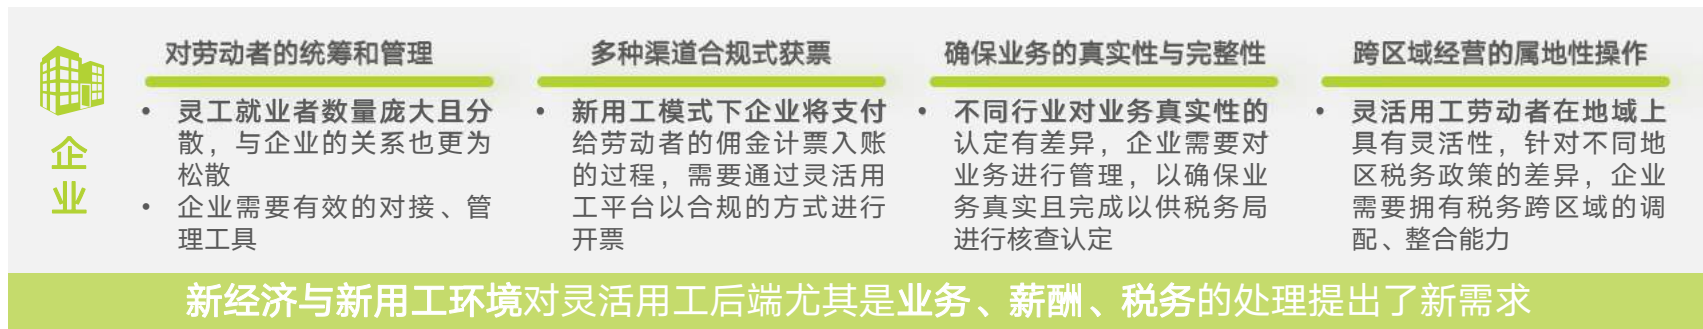 企业
对劳动者的统筹和管理
• 灵工就业者数量庞大且分
散，与企业的关系也更为
松散
• 企业需要有效的对接、管
理工具
多种渠道合规式获票
• 新用工模式下企业将支付
给劳动者的佣金计票入账
的过程，需要通过灵活用
工平台以合规的方式进行
开票
确保业务的真实性与完整性
• 不同行业对业务真实性的
认定有差异，企业需要对
业务进行管理，以确保业
务真实且完成以供税务局
进行核查认定
跨区域经营的属地性操作
• 灵活用工劳动者在地域上
具有灵活性，针对不同地
区税务政策的差异，企业
需要拥有税务跨区域的调
配、整合能力
新经济与新用工环境对灵活用工后端尤其是业务、薪酬、税务的处理提出了新需求